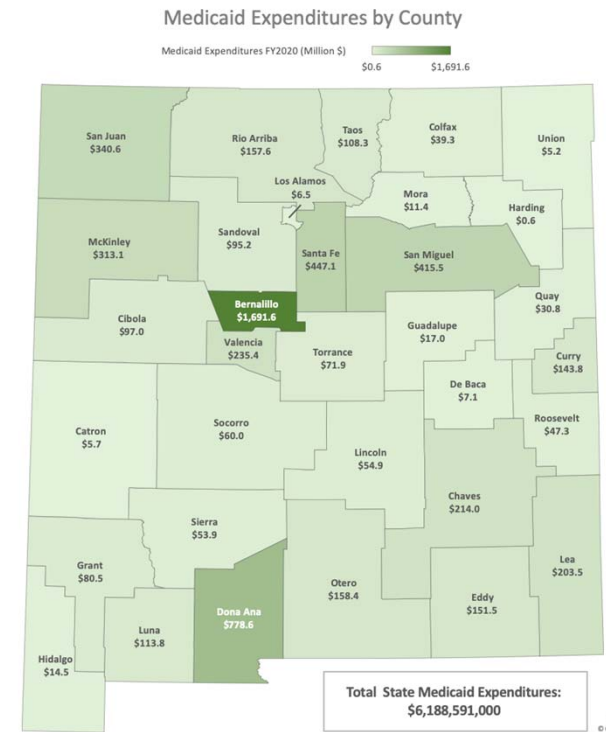 Medicaid Expenditures by County
Medicaid Expenditures FY2020 (Million $)
$0.6 $1,691.6
San Juan
$340.6
Rio Arriba
$157.6
Taos
$108.3
Colfax
$39.3
Union
$5.2
Los Alamos
$6.5
Mora
$11.4
Harding
$0.6
McKinley
$313.1
Sandoval
$95.2
Santa Fe
$447.1
San Miguel
$415.5
Bernalillo
$1,691.6
Quay
$30.8
Cibola
$97.0
Valencia
$235.4
Torrance
$71.9
Guadalupe
$17.0
Curry
$143.8
De Baca
$7.1
Roosevelt
$47.3
Catron
$5.7
Socorro
$60.0
Lincoln
$54.9
Chaves
$214.0
Sierra
$53.9
Grant
$80.5
Otero
$158.4
Lea
$203.5
Eddy
$151.5
Dona Ana
$778.6
Luna
$113.8
Hidalgo
$14.5
Total State Medicaid Expenditures:
$6,188,591,000